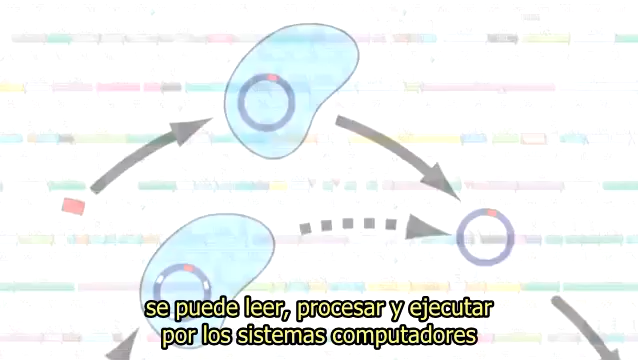 se puede leer, procesar y ejecutar
por los sistemas computadores